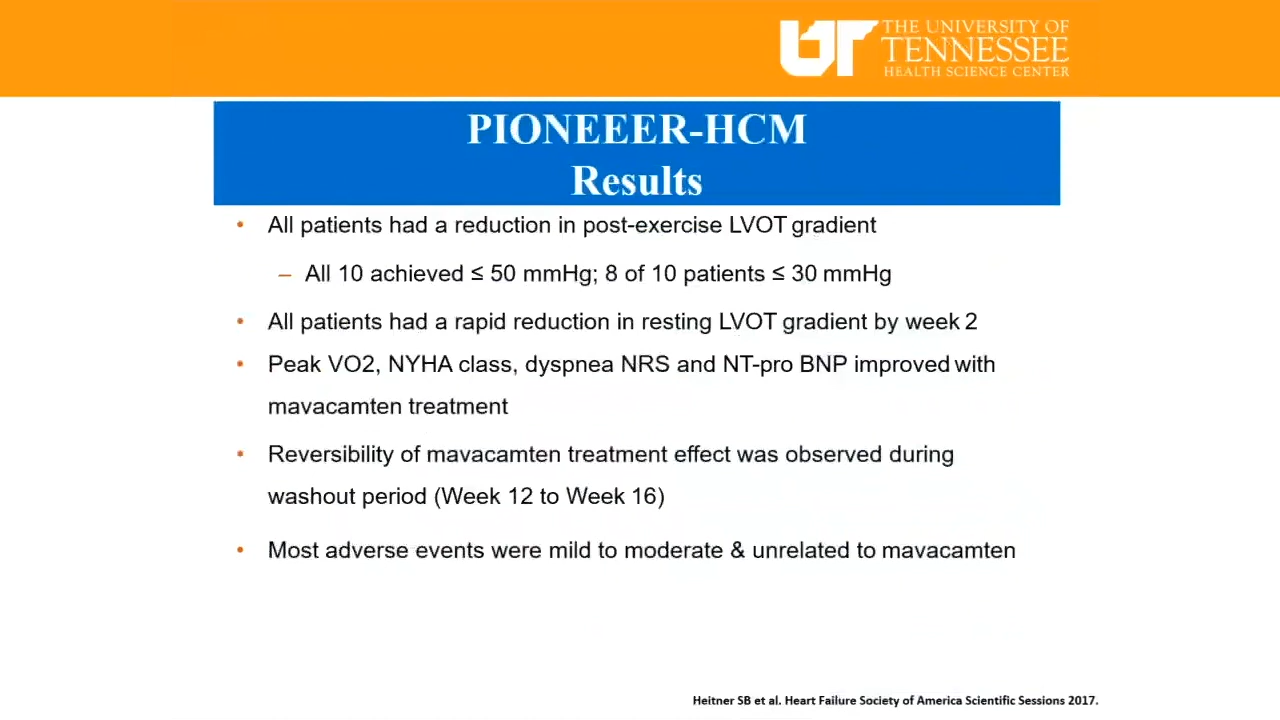 UT THE UNIVERSITY OF
TENNESSEE
HEALTH SCIENCE CENTER
PIONEEER-HCM
Results
• All patients had a reduction in post-exercise LVOT gradient
– All 10 achieved ≤ 50 mmHg; 8 of 10 patients ≤ 30 mmHg
• All patients had a rapid reduction in resting LVOT gradient by week 2
• Peak VO2, NYHA class, dyspnea NRS and NT-pro BNP improved with
mavacamten treatment
• Reversibility of mavacamten treatment effect was observed during
washout period (Week 12 to Week 16)
• Most adverse events were mild to moderate & unrelated to mavacamten
Heitner SB et al. Heart Failure Society of America Scientific Sessions 2017.